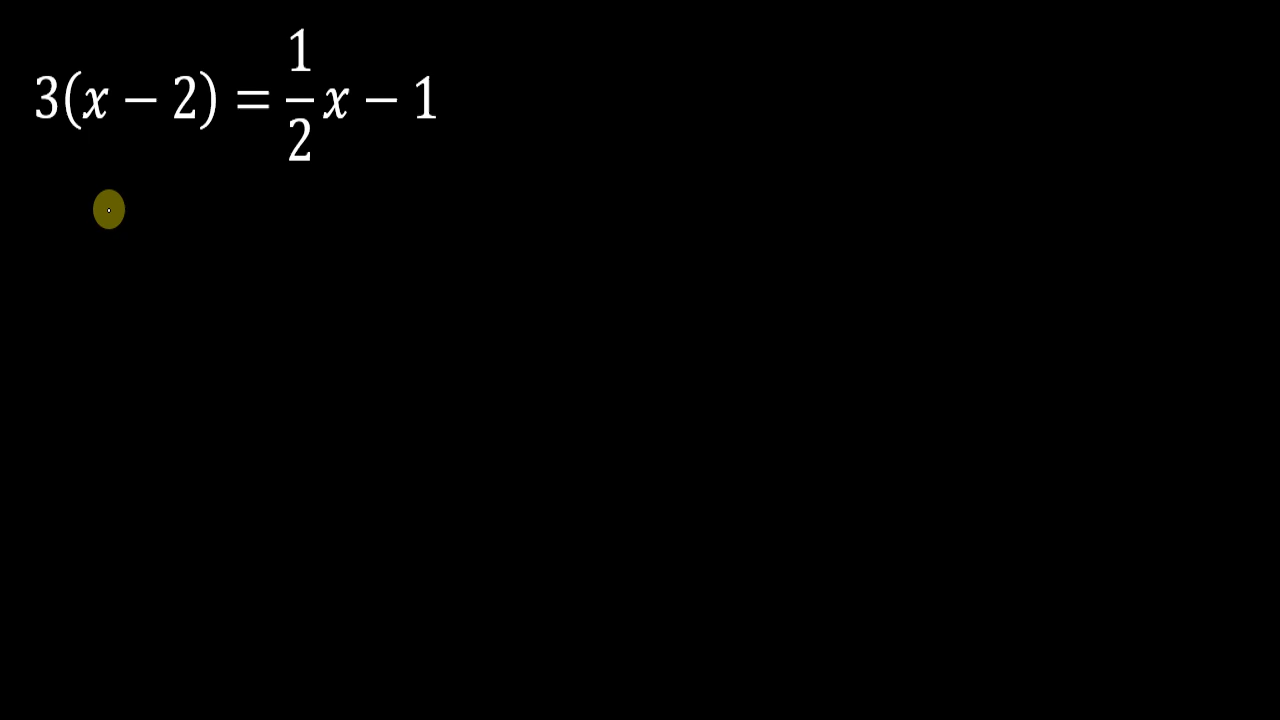 3(x − 2) = 1/2 x − 1